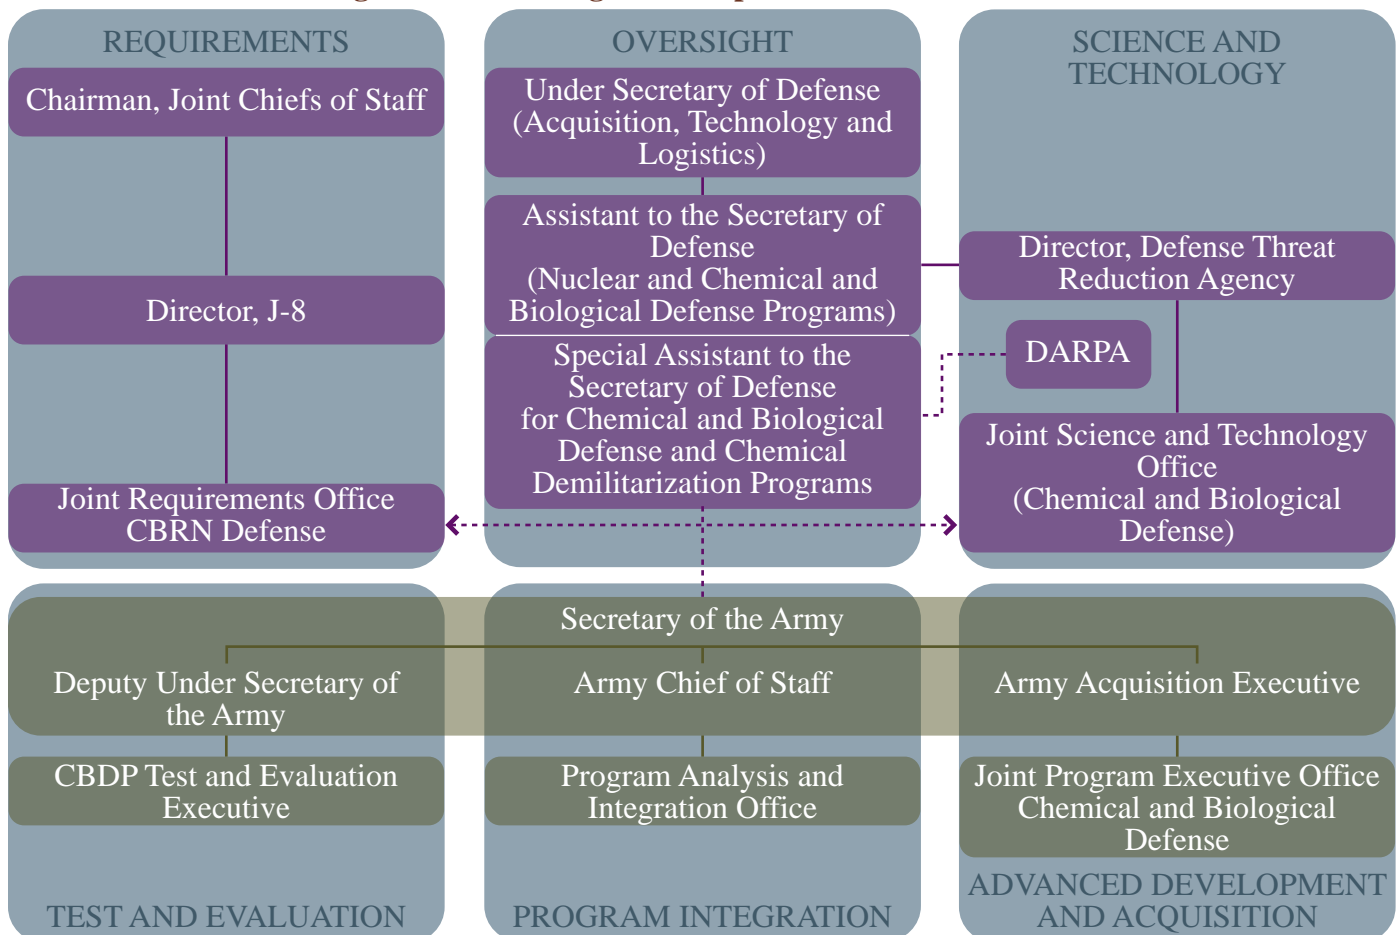 REQUIREMENTS
Chairman, Joint Chiefs of Staff
Director, J-8
Joint Requirements Office
CBRN Defense
OVERSIGHT
Under Secretary of Defense
(Acquisition, Technology and
Logistics)
Assistant to the Secretary of
Defense
(Nuclear and Chemical and
Biological Defense Programs)
Special Assistant to the
Secretary of Defense
for Chemical and Biological
Defense and Chemical
Demilitarization Programs
SCIENCE AND
TECHNOLOGY
Director, Defense Threat
Reduction Agency
DARPA
Joint Science and Technology
Office
(Chemical and Biological
Defense)
Secretary of the Army
Deputy Under Secretary of
the Army
CBDP Test and Evaluation
Executive
TEST AND EVALUATION
Army Chief of Staff
Program Analysis and
Integration Office
PROGRAM INTEGRATION
Army Acquisition Executive
Joint Program Executive Office
Chemical and Biological
Defense
ADVANCED DEVELOPMENT
AND ACQUISITION